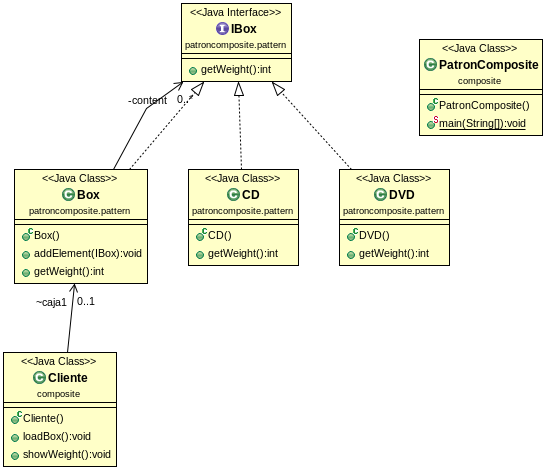 <<Java Interface>>
IBox
patroncomposite.pattern
getWeight():int
<<Java Class>>
PatronComposite
composite
PatronComposite()
main(String[]):void
-content
0..*
<<Java Class>>
Box
patroncomposite.pattern
Box()
addElement(IBox):void
getWeight():int
<<Java Class>>
CD
patroncomposite.pattern
CD()
getWeight():int
<<Java Class>>
DVD
patroncomposite.pattern
DVD()
getWeight():int
~caja1
0..1
<<Java Class>>
Cliente
composite
Cliente()
loadBox():void
showWeight():void